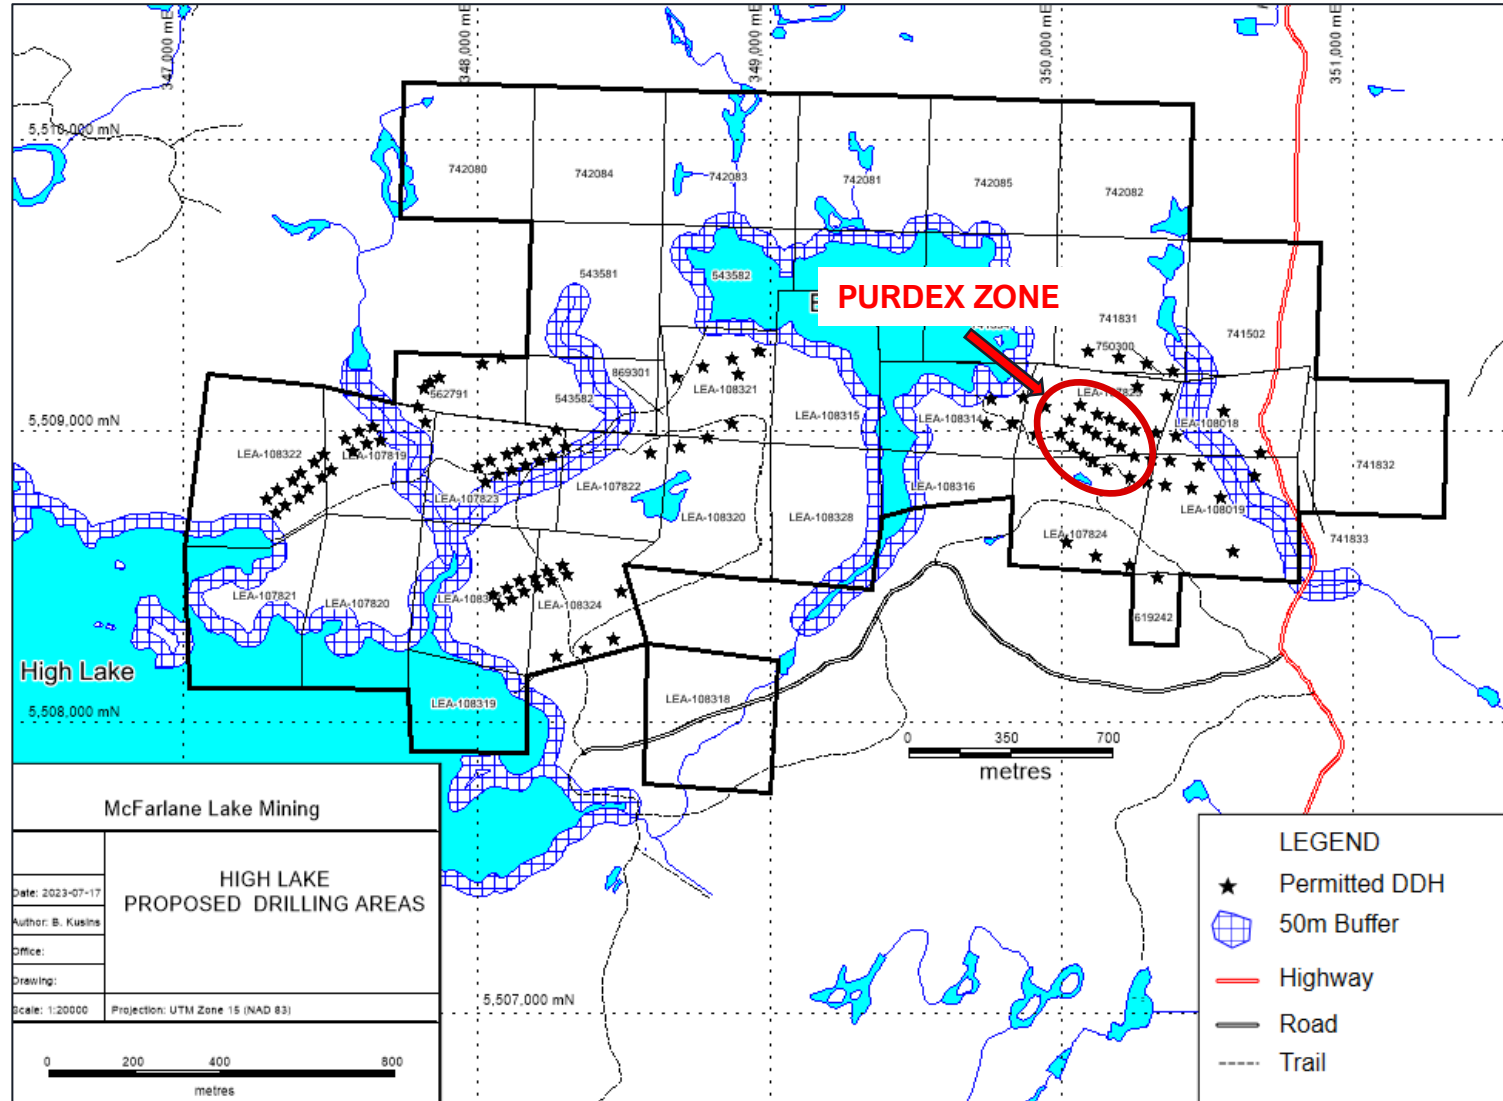 347,000 mE
348,000 mE
349,000 mE
350,000 mE
351,000 mE
5,510,000 mN
742080
742084
742083
742081
742085
742082
543581
543582
PURDEX ZONE
741831
741502
750300
869301
562791
543582
LEA-108321
LEA-108315
LEA-108314
LEA-108018
5,509,000 mN
LEA-108322
LEA-107819
LEA-107823
LEA-107822
LEA-108316
741832
LEA-108320
LEA-108328
LEA-108019
LEA-107824
741833
LEA-107821
LEA-107820
LEA-108324
619242
High Lake
LEA-108319
LEA-108318
5,508,000 mN
0 350 700
metres
McFarlane Lake Mining
HIGH LAKE
PROPOSED DRILLING AREAS
Date: 2023-07-17
Author: B. Kusins
Office:
Drawing:
Scale: 1:20000
Projection: UTM Zone 15 (NAD 83)
5,507,000 mN
0 200 400 800
metres
LEGEND
Permitted DDH
50m Buffer
Highway
Road
Trail